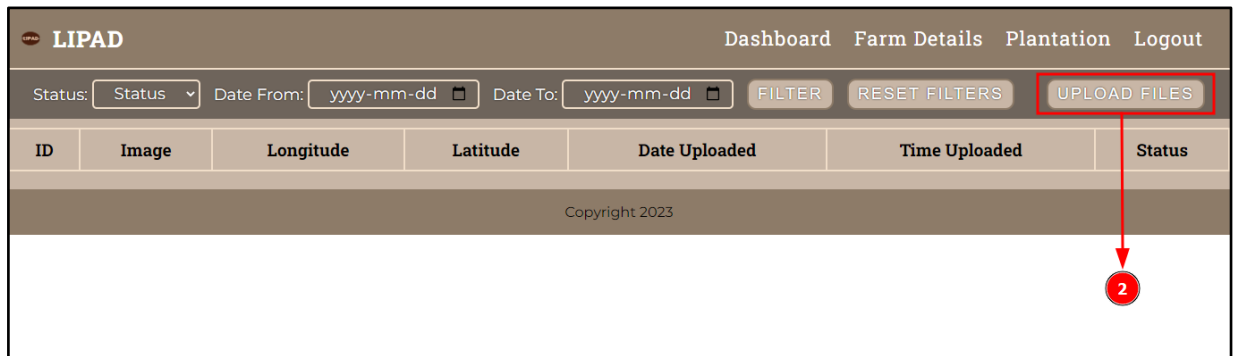 LIPAD LIPAD Dashboard Farm Details Plantation Logout
Status: Status Date From: yyyy-mm-dd Date To: yyyy-mm-dd FILTER RESET FILTERS UPLOAD FILES
ID Image Longitude Latitude Date Uploaded Time Uploaded Status
Copyright 2023
2